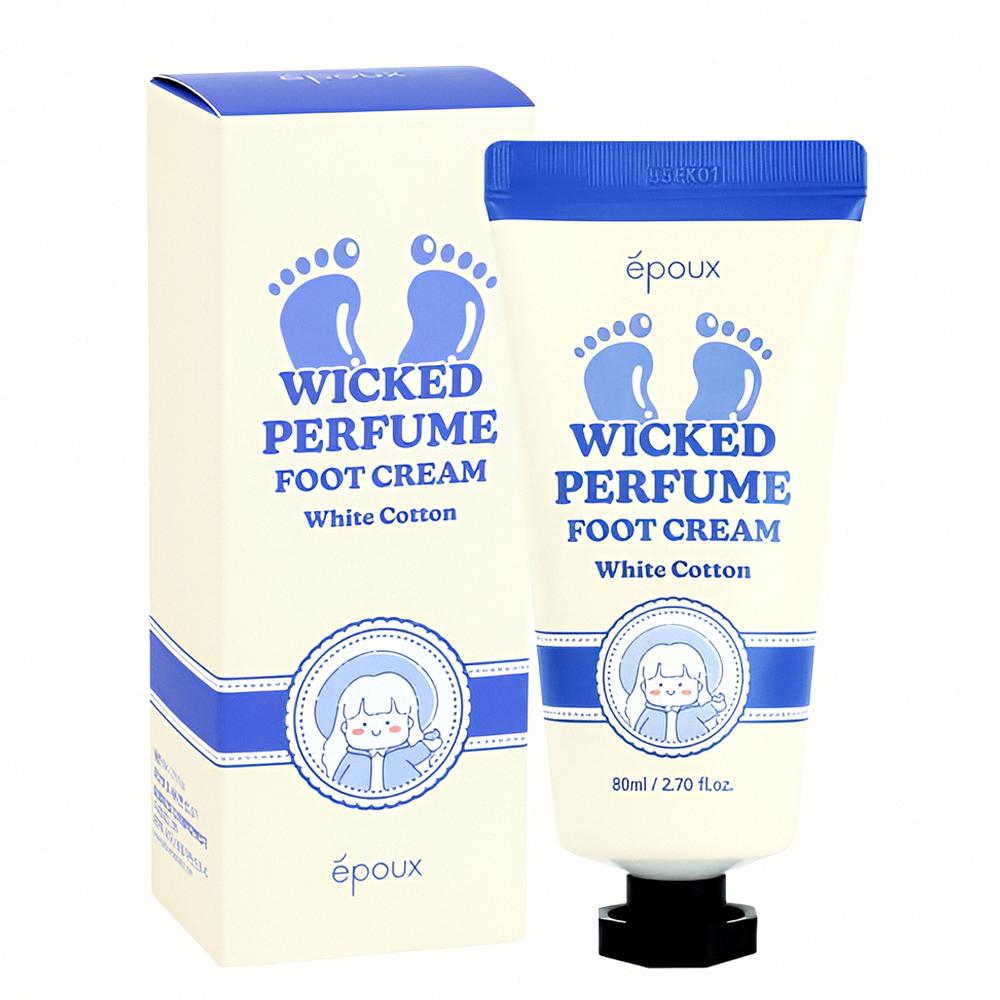 époux
WICKED
PERFUME
FOOT CREAM
White Cotton
époux
époux
WICKED
PERFUME
FOOT CREAM
White Cotton
80ml / 2.70 fl.oz.